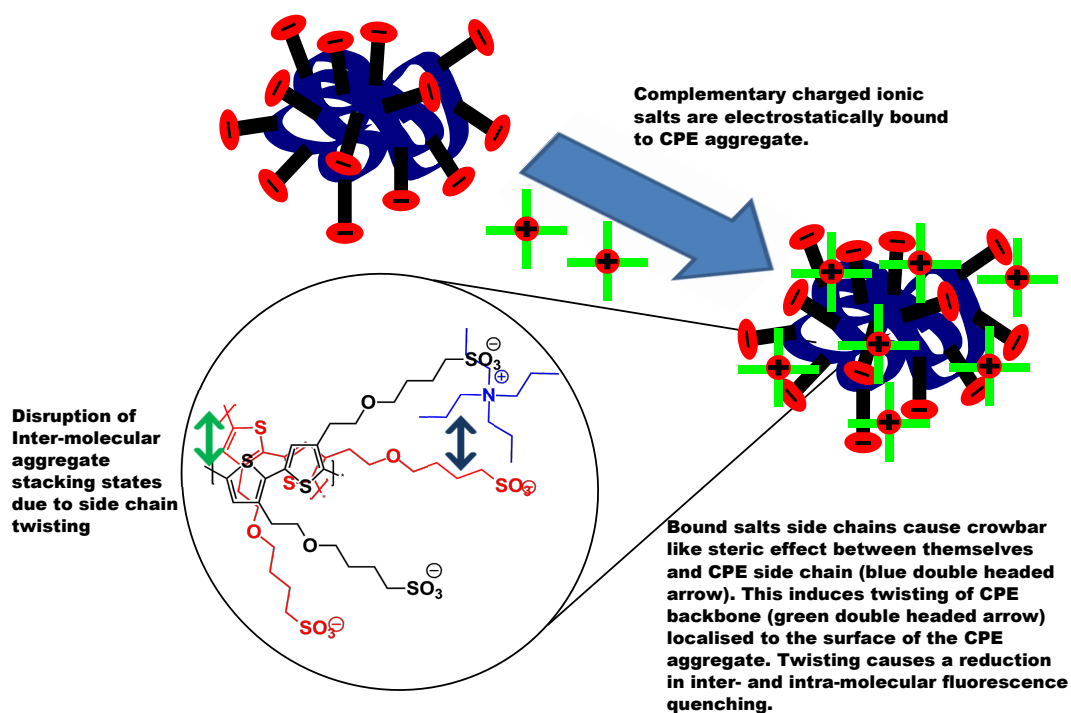 Complementary charged ionic
salts are electrostatically bound
to CPE aggregate.
Disruption of
Inter-molecular
aggregate
stacking states
due to side chain
twisting
SO₃⊖
⊕
N
O
S
S
S
S
O
SO₃⊖
O
O
SO₃⊖
SO₃⊖
Bound salts side chains cause crowbar
like steric effect between themselves
and CPE side chain (blue double headed
arrow). This induces twisting of CPE
backbone (green double headed arrow)
localised to the surface of the CPE
aggregate. Twisting causes a reduction
in inter- and intra-molecular fluorescence
quenching.